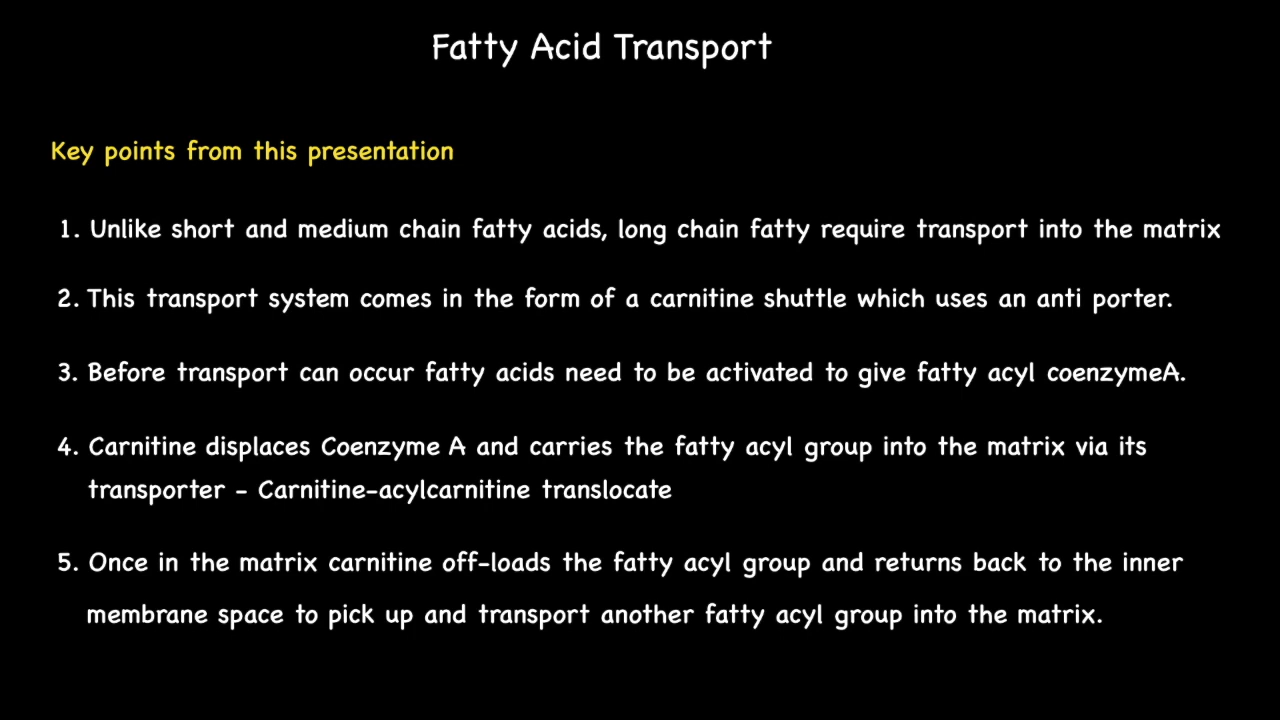 Fatty Acid Transport
Key points from this presentation
1. Unlike short and medium chain fatty acids, long chain fatty require transport into the matrix
2. This transport system comes in the form of a carnitine shuttle which uses an anti porter.
3. Before transport can occur fatty acids need to be activated to give fatty acyl coenzymeA.
4. Carnitine displaces Coenzyme A and carries the fatty acyl group into the matrix via its
transporter - Carnitine-acylcarnitine translocate
5. Once in the matrix carnitine off-loads the fatty acyl group and returns back to the inner
membrane space to pick up and transport another fatty acyl group into the matrix.